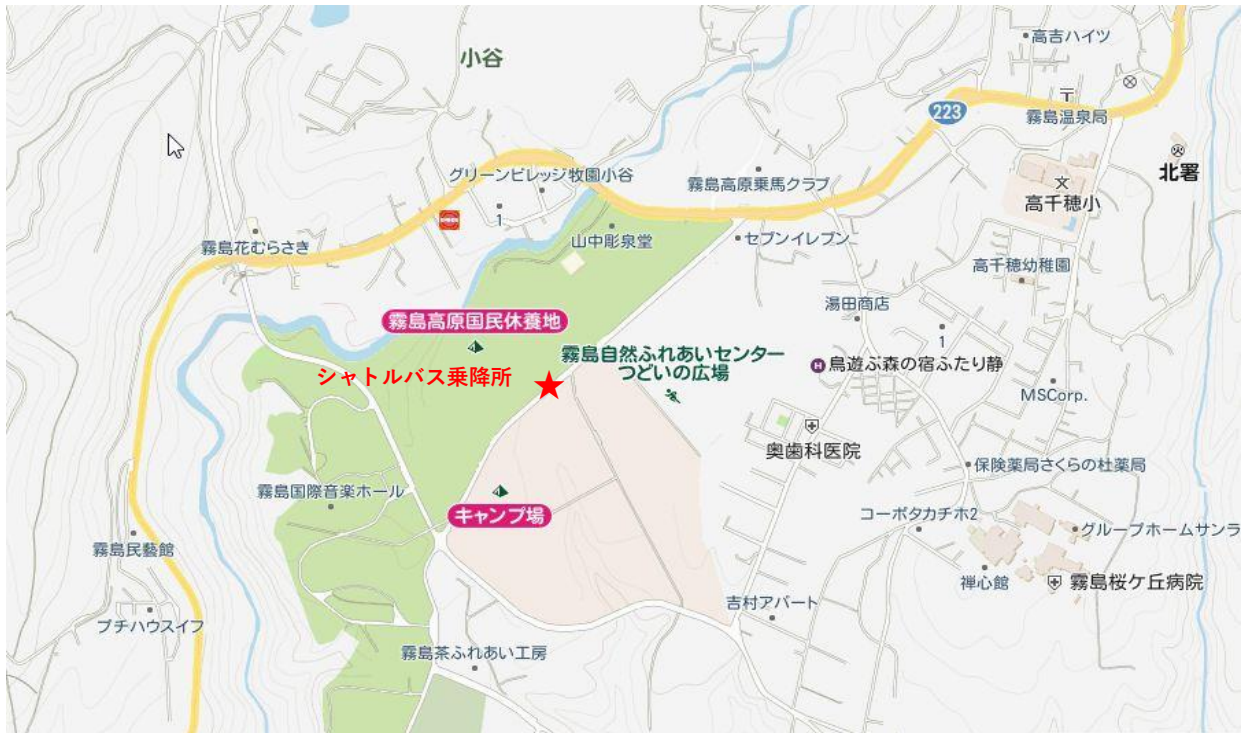 高吉ハイツ
小谷
223
霧島温泉局
北署
グリーンビレッジ牧園小谷
霧島高原乗馬クラブ
高千穂小
1
霧島花むらさき
山中彫泉堂
セブンイレブン
高千穂幼稚園
湯田商店
霧島高原国民休養地
1
霧島自然ふれあいセンター
つどいの広場
シャトルバス乗降所
鳥遊ぶ森の宿ふたり静
MSCorp.
奥歯科医院
保険薬局さくらの杜薬局
霧島国際音楽ホール
キャンプ場
コーポタカチホ2
グループホームサンラ
霧島民藝館
禅心館
霧島桜ケ丘病院
吉村アパート
プチハウスイフ
霧島茶ふれあい工房